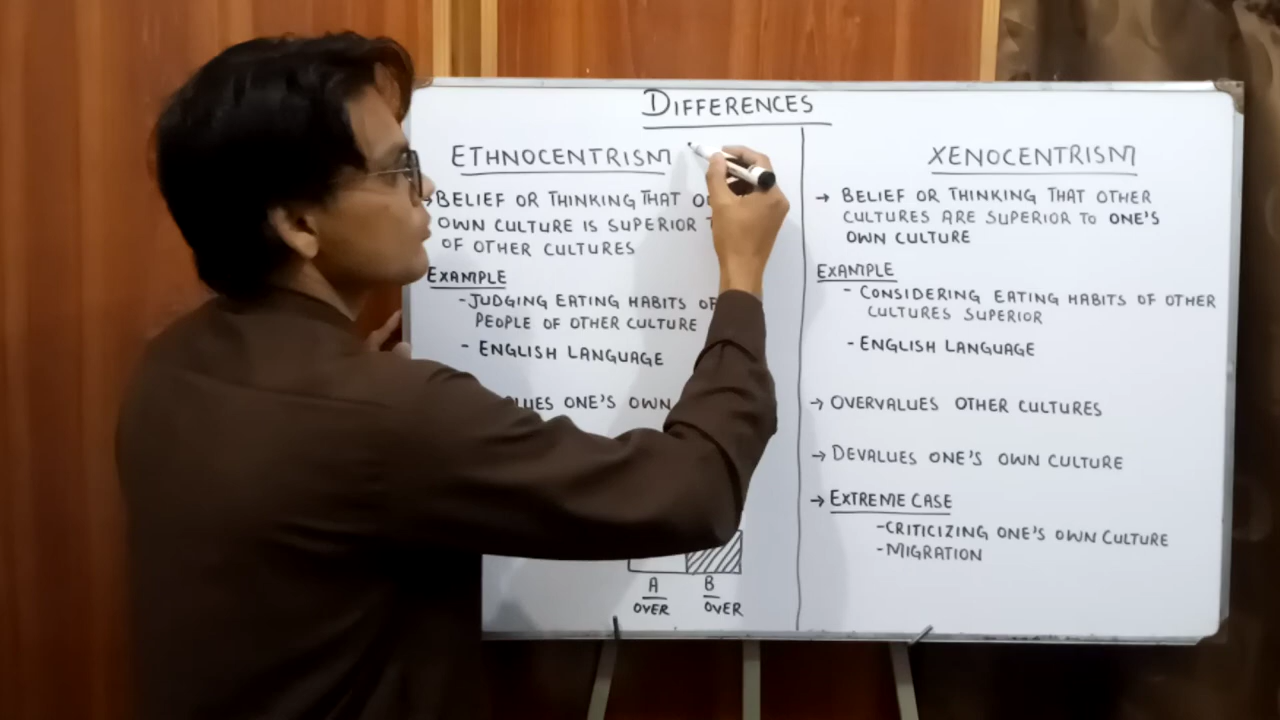 DIFFERENCES
ETHNOCENTRISM
→ BELIEF OR THINKING THAT
OWN CULTURE IS SUPERIOR
OF OTHER CULTURES
EXAMPLE
- JUDGING EATING HABITS
PEOPLE OF OTHER CULTURE
- ENGLISH LANGUAGE
ONE'S OWN
A B
OVER OVER
XENOCENTRISM
→ BELIEF OR THINKING THAT OTHER
CULTURES ARE SUPERIOR TO ONE'S
OWN CULTURE
EXAMPLE
- CONSIDERING EATING HABITS OF OTHER
CULTURES SUPERIOR
- ENGLISH LANGUAGE
→ OVERVALUES OTHER CULTURES
→ DEVALUES ONE'S OWN CULTURE
→ EXTREME CASE
- CRITICIZING ONE'S OWN CULTURE
- MIGRATION